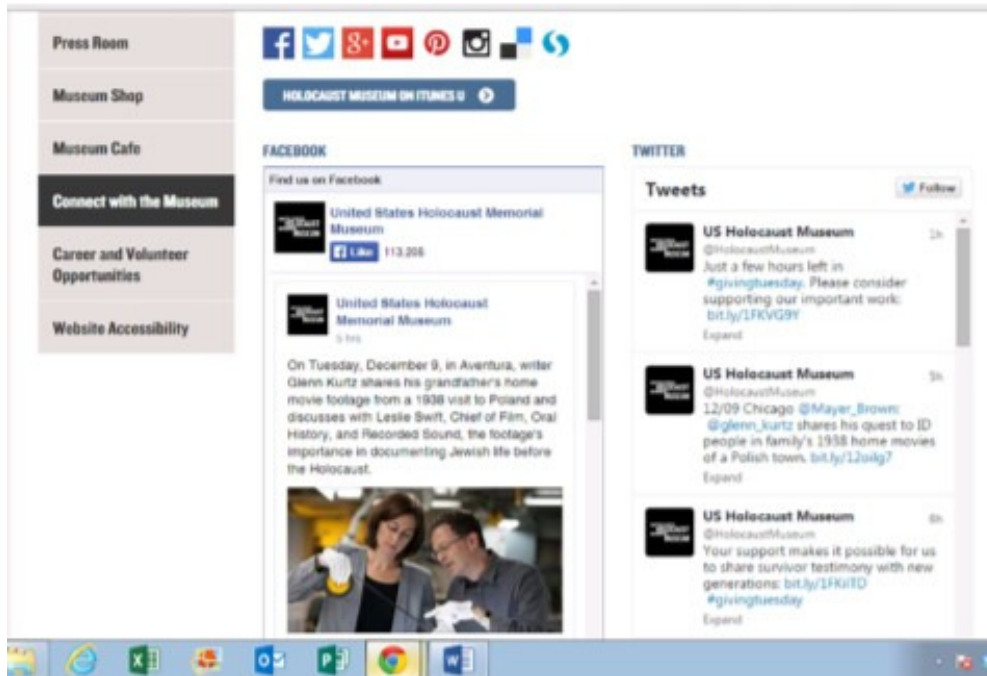 Press Room
Museum Shop
Museum Cafe
Connect with the Museum
Career and Volunteer
Opportunities
Website Accessibility
HOLOCAUST MUSEUM ON ITUNES U
FACEBOOK
Find us on Facebook
United States Holocaust Memorial
Museum
Like 113,208
United States Holocaust
Memorial Museum
5 hrs
On Tuesday, December 9, in Aventura, writer
Glenn Kurtz shares his grandfather's home
movie footage from a 1938 visit to Poland and
discusses with Leslie Swift, Chief of Film, Oral
History, and Recorded Sound, the footage's
importance in documenting Jewish life before
the Holocaust.
TWITTER
Tweets
Follow
US Holocaust Museum 1h
@HolocaustMuseum
Just a few hours left in
#givingtuesday. Please consider
supporting our important work:
bit.ly/1FKVG9Y
Expand
US Holocaust Museum 5h
@HolocaustMuseum
12/09 Chicago @Mayer_Brown:
@glenn_kurtz shares his quest to ID
people in family's 1938 home movies
of a Polish town. bit.ly/12oilg7
Expand
US Holocaust Museum 6h
@HolocaustMuseum
Your support makes it possible for us
to share survivor testimony with new
generations: bit.ly/1FKiITD
#givingtuesday
Expand